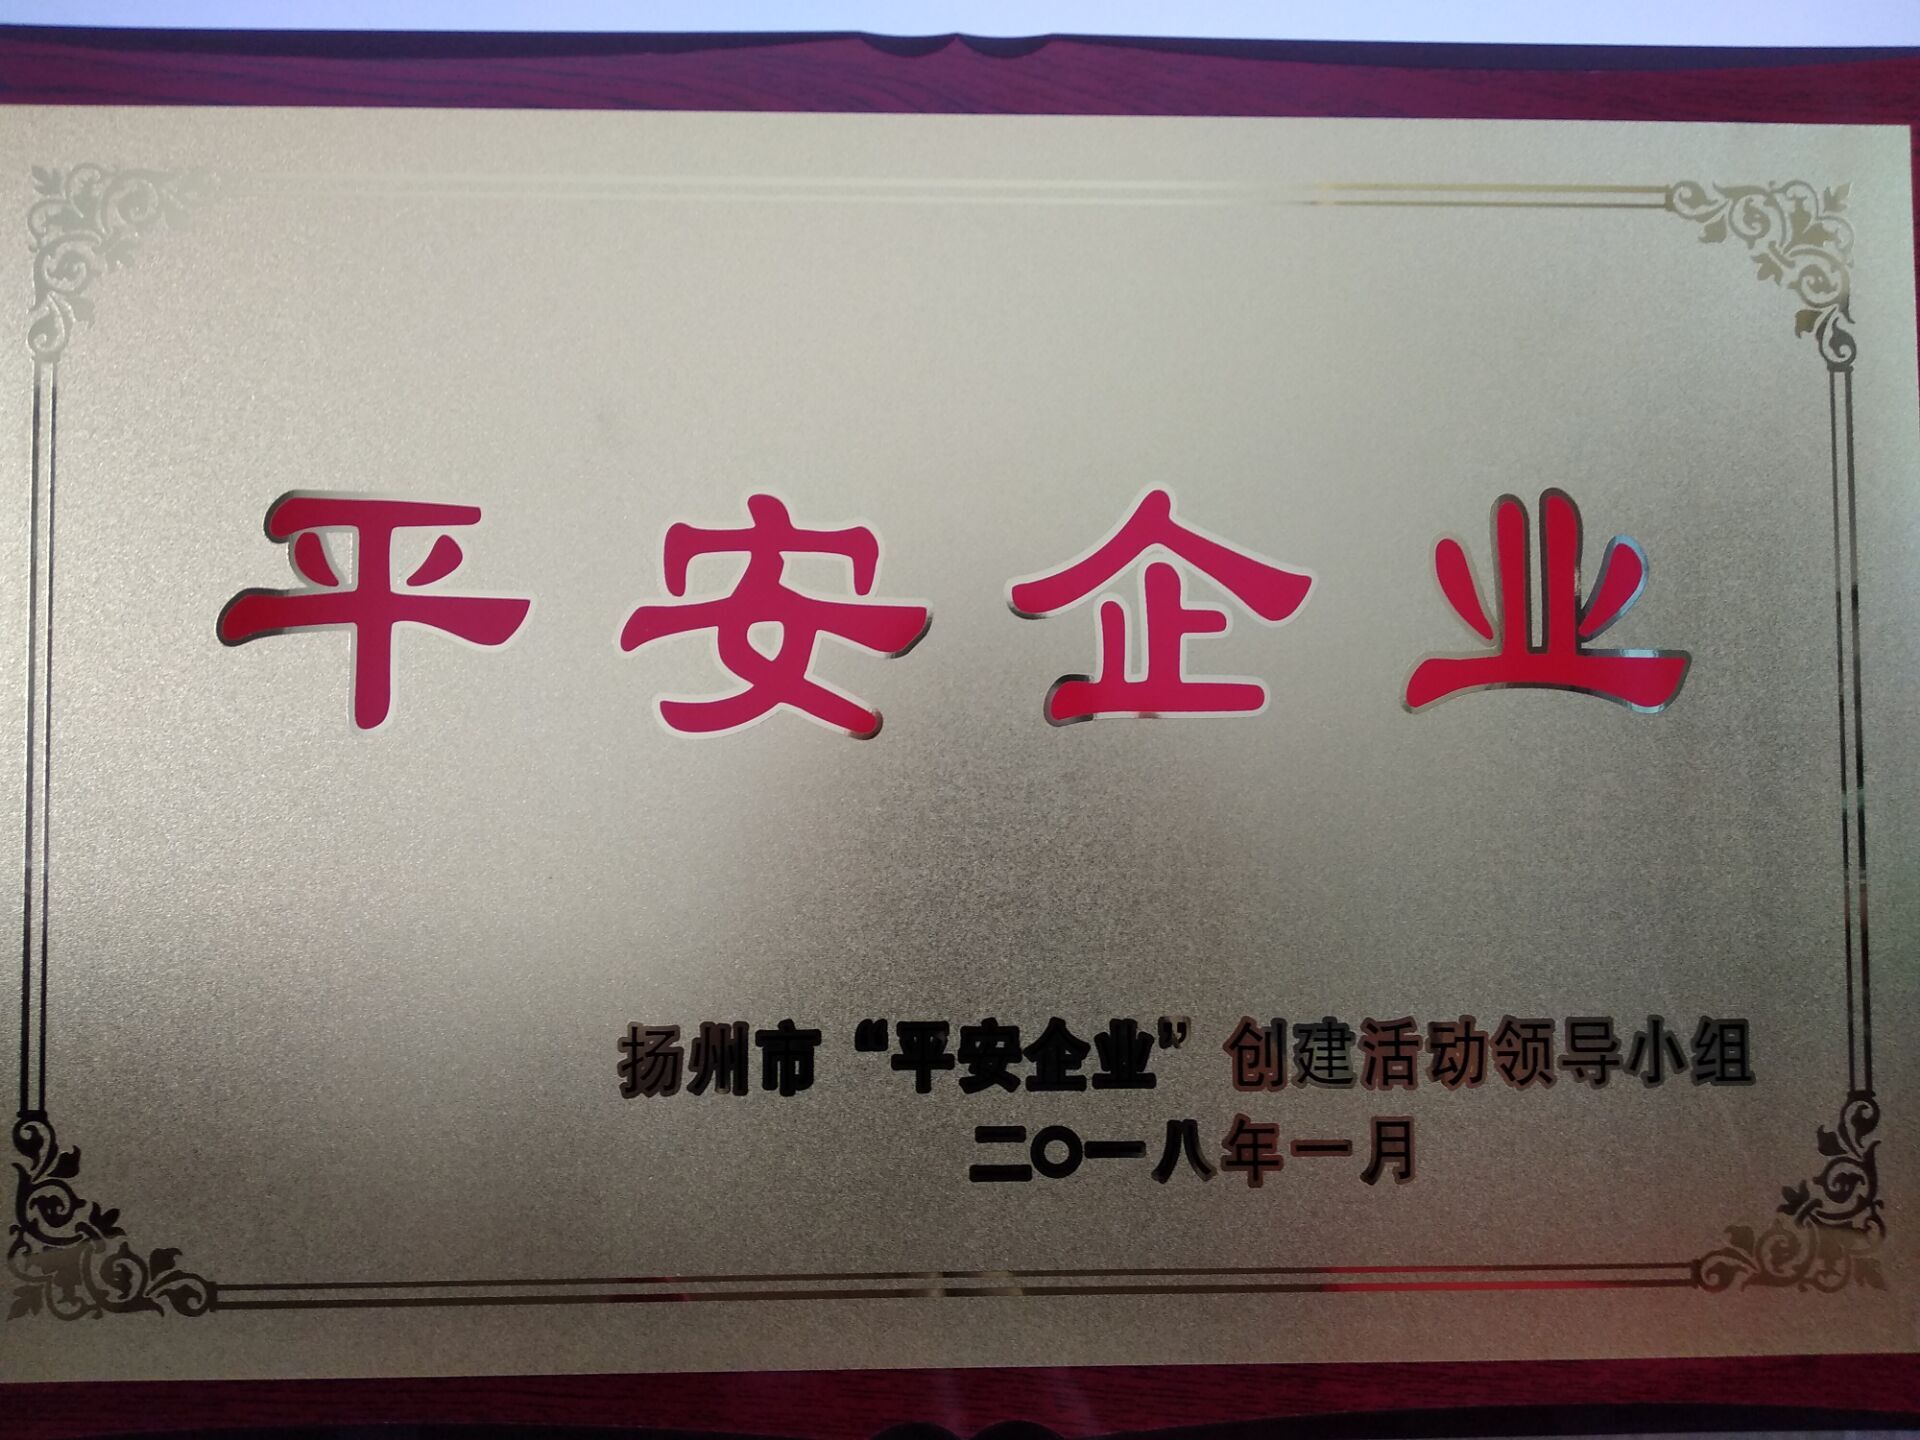 平安企业
扬州市“平安企业”创建活动领导小组
二〇一八年一月